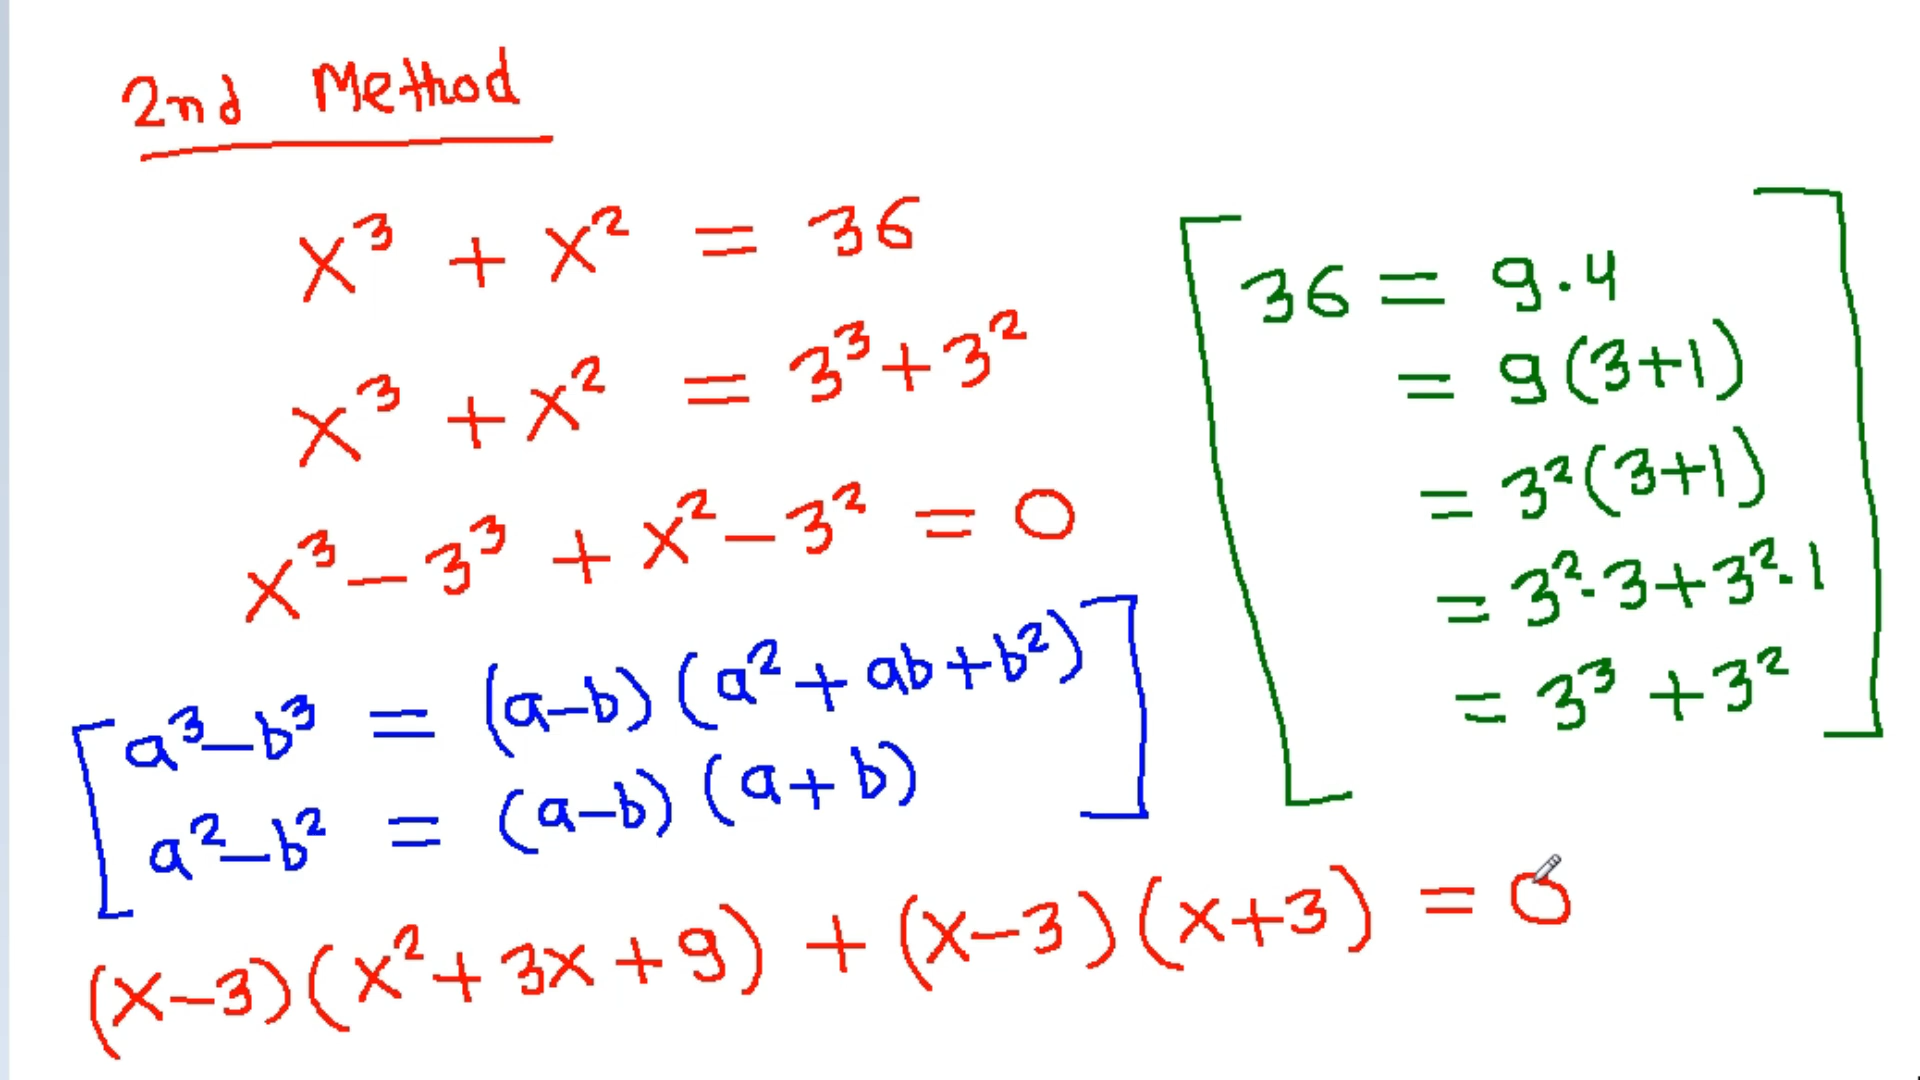 2nd Method
x³ + x² = 36
x³ + x² = 3³+3²
x³ − 3³ + x² − 3² = 0
[a³−b³ = (a−b)(a²+ab+b²)
a²−b² = (a−b)(a+b)]
(x−3)(x²+3x+9) + (x−3)(x+3) = 0
[36 = 9.4
= 9(3+1)
= 3²(3+1)
= 3².3+3².1
= 3³+3²]